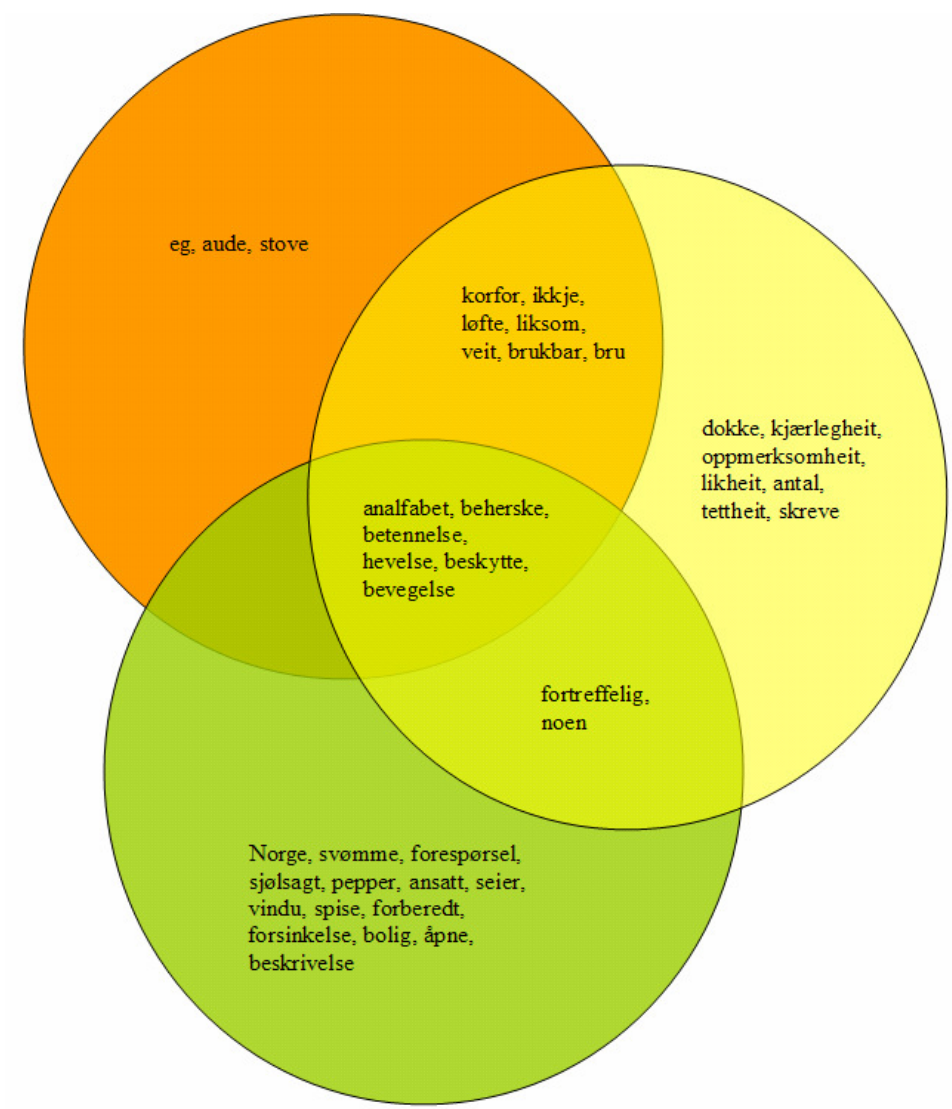 eg, aude, stove
korfor, ikkje,
løfte, liksom,
veit, brukbar, bru
dokke, kjærlegheit,
oppmerksomheit,
likheit, antal,
tettheit, skreve
analfabet, beherske,
betennelse,
hevelse, beskytte,
bevegelse
fortreffelig,
noen
Norge, svømme, forespørsel,
sjølsagt, pepper, ansatt, seier,
vindu, spise, forberedt,
forsinkelse, bolig, åpne,
beskrivelse